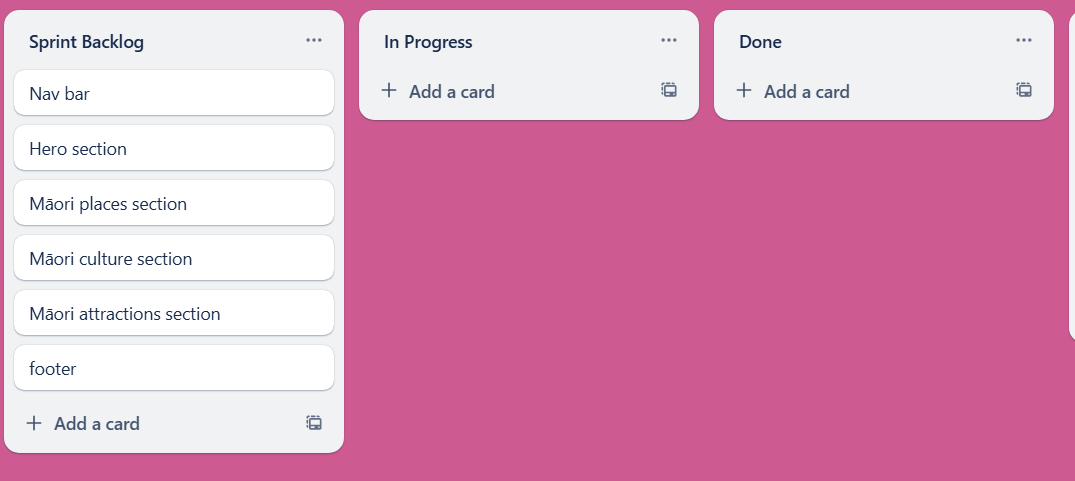 Sprint Backlog
Nav bar
Hero section
Māori places section
Māori culture section
Māori attractions section
footer
Add a card
In Progress
Add a card
Done
Add a card